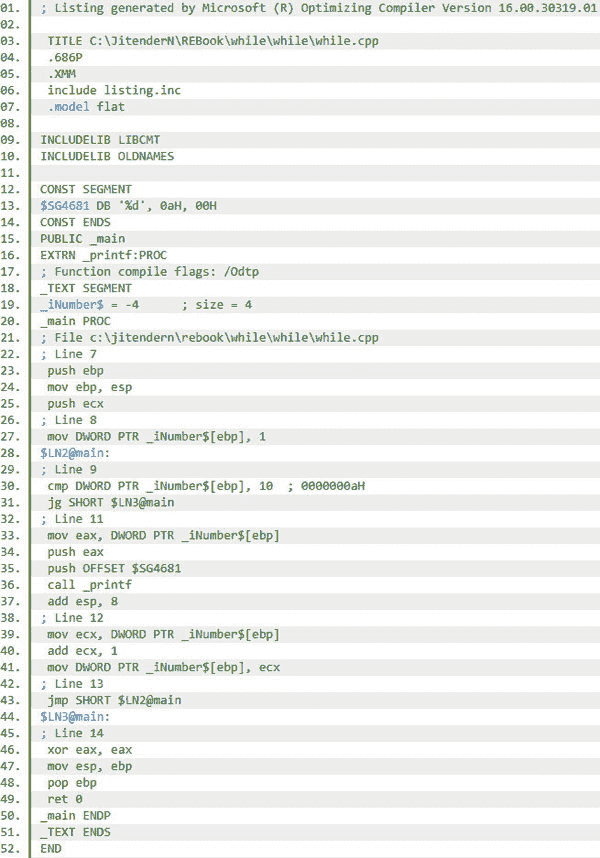 01. ; Listing generated by Microsoft (R) Optimizing Compiler Version 16.00.30319.01
02.
03. TITLE C:\JitenderN\REBook\while\while\while.cpp
04. .686P
05. .XMM
06. include listing.inc
07. .model flat
08.
09. INCLUDELIB LIBCMT
10. INCLUDELIB OLDNAMES
11.
12. CONST SEGMENT
13. $SG4681 DB '%d', 0aH, 00H
14. CONST ENDS
15. PUBLIC _main
16. EXTRN _printf:PROC
17. ; Function compile flags: /Odtp
18. _TEXT SEGMENT
19. _iNumber$ = -4 ; size = 4
20. _main PROC
21. ; File c:\jitendern\rebook\while\while\while.cpp
22. ; Line 7
23. push ebp
24. mov ebp, esp
25. push ecx
26. ; Line 8
27. mov DWORD PTR _iNumber$[ebp], 1
28. $LN2@main:
29. ; Line 9
30. cmp DWORD PTR _iNumber$[ebp], 10 ; 0000000aH
31. jg SHORT $LN3@main
32. ; Line 11
33. mov eax, DWORD PTR _iNumber$[ebp]
34. push eax
35. push OFFSET $SG4681
36. call _printf
37. add esp, 8
38. ; Line 12
39. mov ecx, DWORD PTR _iNumber$[ebp]
40. add ecx, 1
41. mov DWORD PTR _iNumber$[ebp], ecx
42. ; Line 13
43. jmp SHORT $LN2@main
44. $LN3@main:
45. ; Line 14
46. xor eax, eax
47. mov esp, ebp
48. pop ebp
49. ret 0
50. _main ENDP
51. _TEXT ENDS
52. END